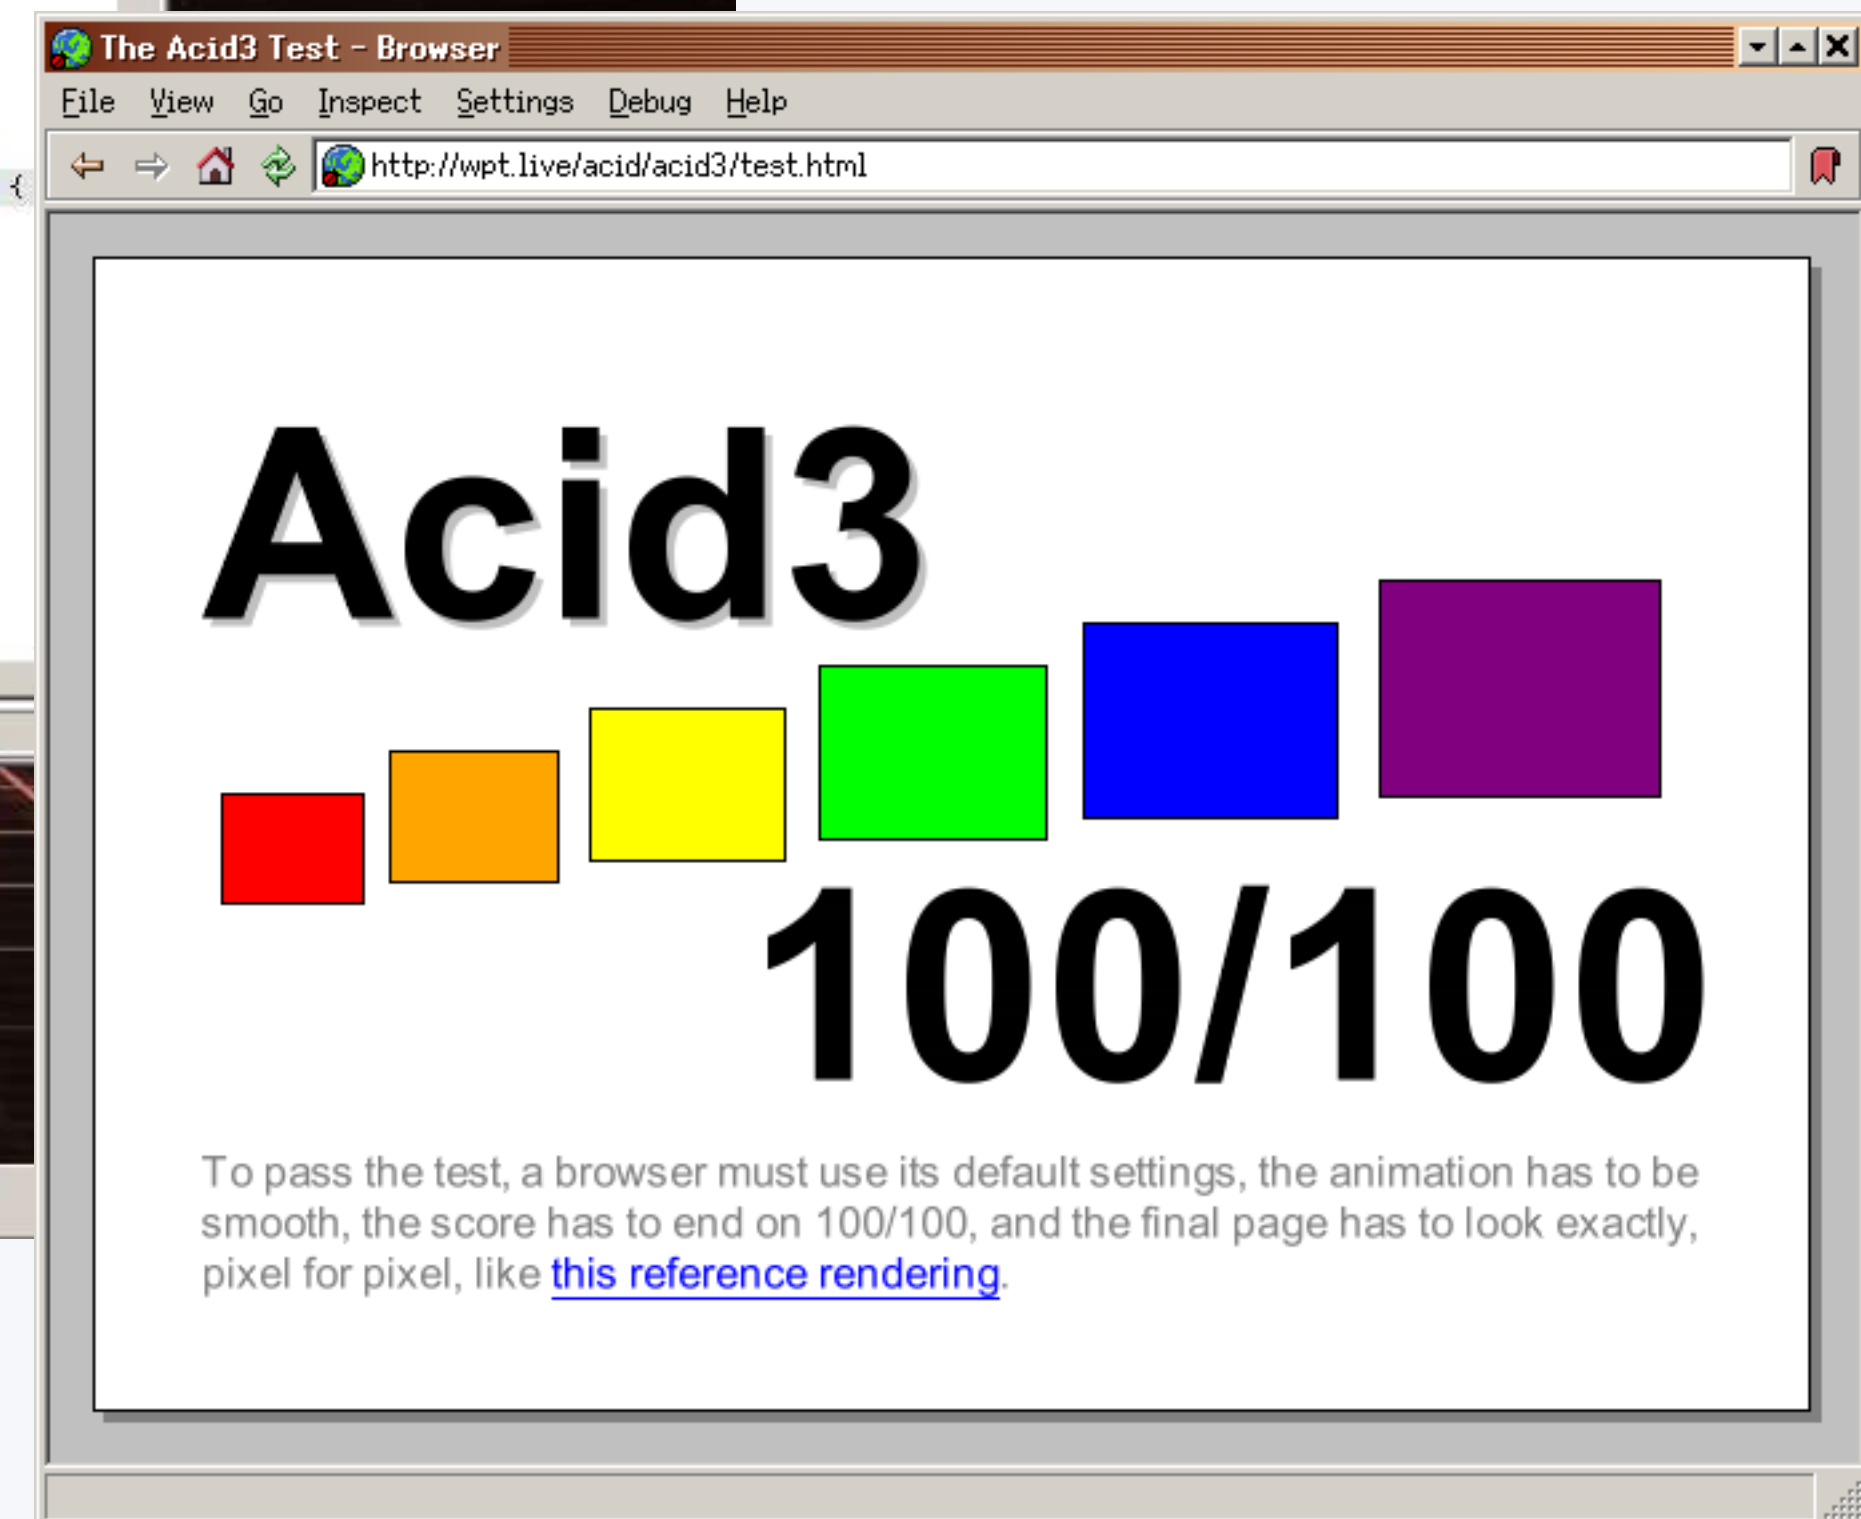 The Acid3 Test - Browser
File View Go Inspect Settings Debug Help
http://wpt.live/acid/acid3/test.html
{
Acid3
100/100
To pass the test, a browser must use its default settings, the animation has to be
smooth, the score has to end on 100/100, and the final page has to look exactly,
pixel for pixel, like this reference rendering.